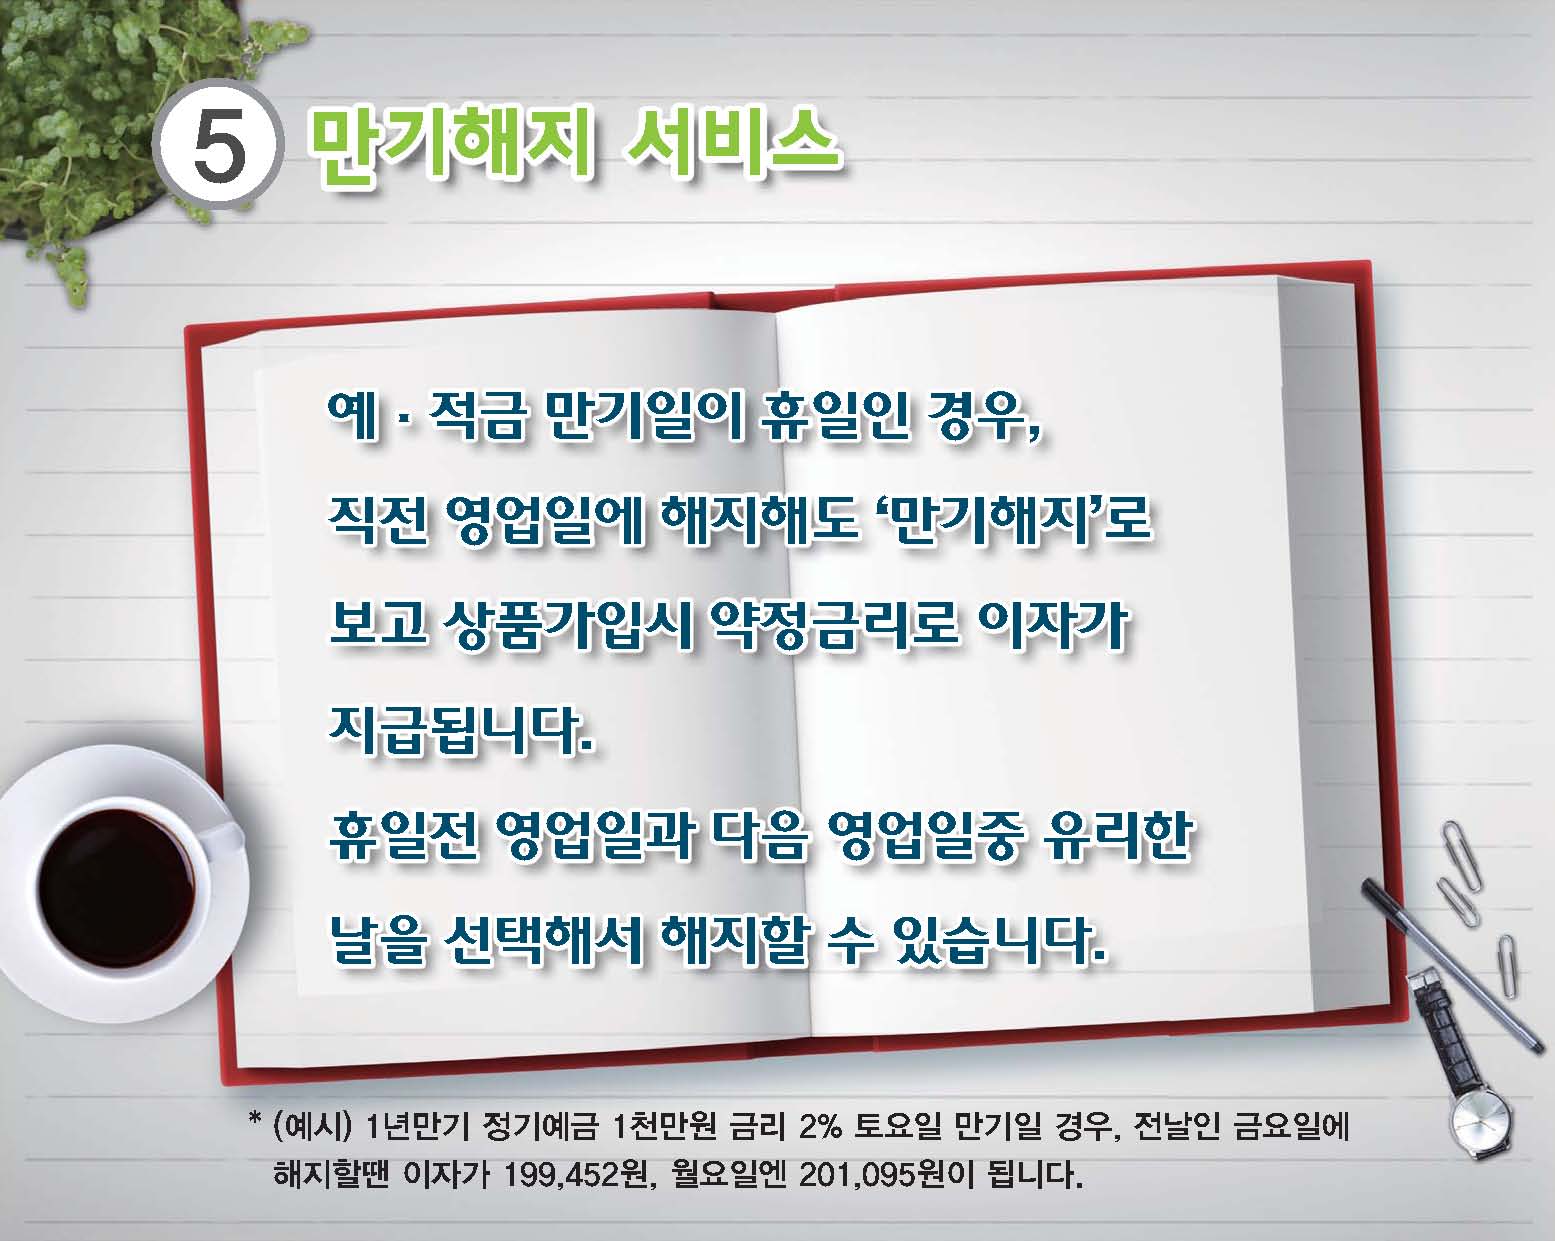 5 만기해지 서비스
예·적금 만기일이 휴일인 경우,
직전 영업일에 해지해도 ‘만기해지’로
보고 상품가입시 약정금리로 이자가
지급됩니다.
휴일전 영업일과 다음 영업일중 유리한
날을 선택해서 해지할 수 있습니다.
* (예시) 1년만기 정기예금 1천만원 금리 2% 토요일 만기일 경우, 전날인 금요일에
해지할땐 이자가 199,452원, 월요일엔 201,095원이 됩니다.